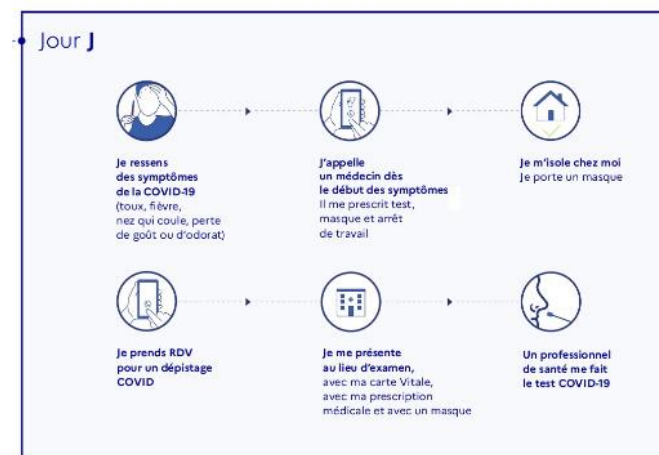 Jour J
Je ressens
des symptômes
de la COVID-19
(toux, fièvre,
nez qui coule, perte
de goût ou d'odorat)
J'appelle
un médecin dès
le début des symptômes
Il me prescrit test,
masque et arrêt
de travail
Je m'isole chez moi
Je porte un masque
Je prends RDV
pour un dépistage
COVID
Je me présente
au lieu d'examen,
avec ma carte Vitale,
avec ma prescription
médicale et avec un masque
Un professionnel
de santé me fait
le test COVID-19